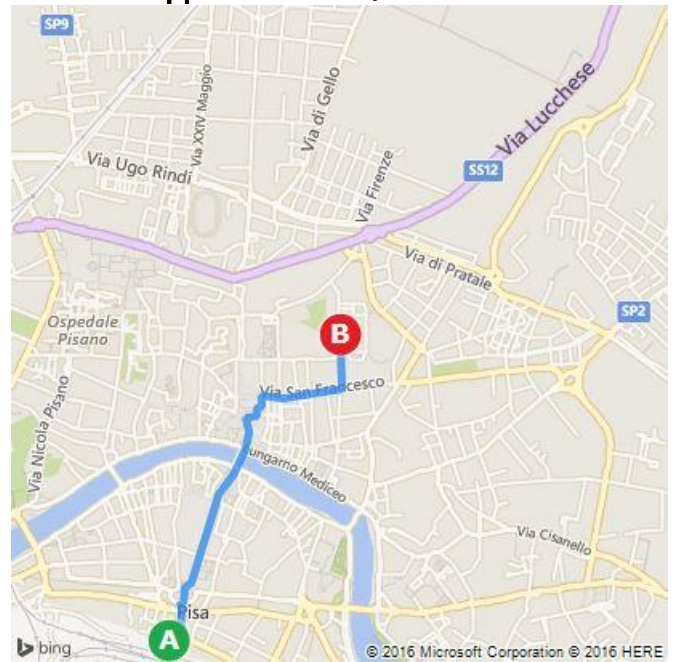 SP9
Via XXIV Maggio
Via di Gello
Via Lucchese
Via Ugo Rindi
SS12
Via Firenze
Via di Pratale
SP2
Ospedale
Pisano
B
Via San Francesco
Via Nicola Pisano
ungarno Mediceo
Via Cisanello
Pisa
A
bing
© 2016 Microsoft Corporation © 2016 HERE